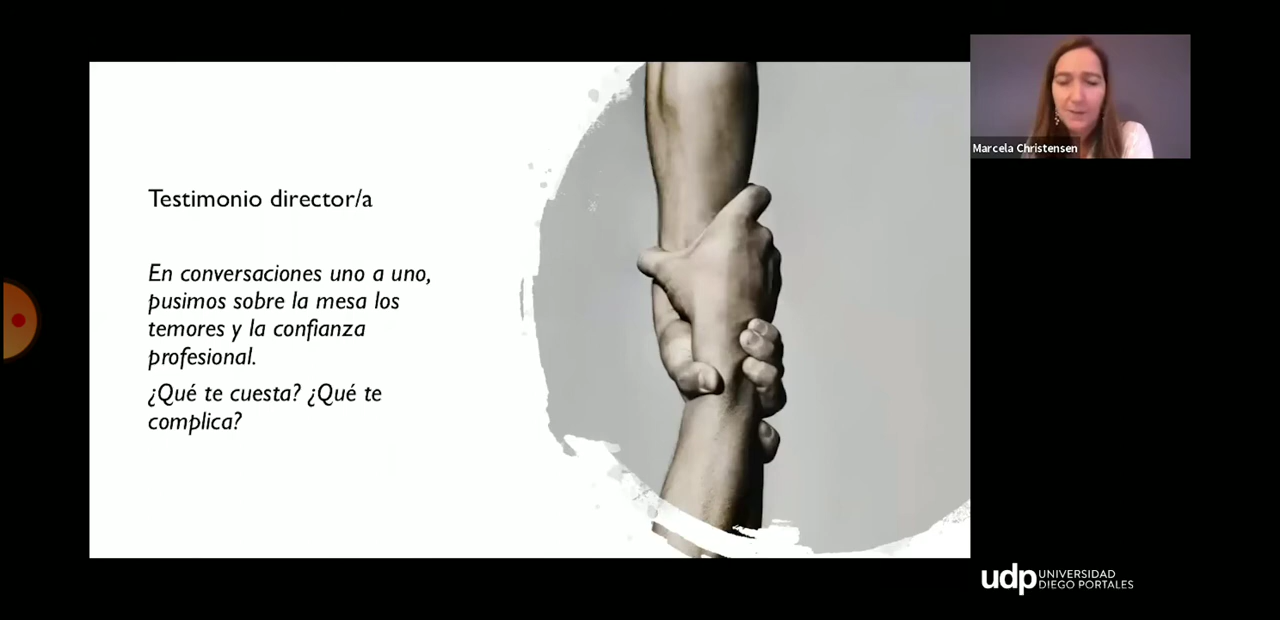 Testimonio director/a
En conversaciones uno a uno,
pusimos sobre la mesa los
temores y la confianza
profesional.
¿Qué te cuesta? ¿Qué te
complica?
Marcela Christensen
udp UNIVERSIDAD
DIEGO PORTALES